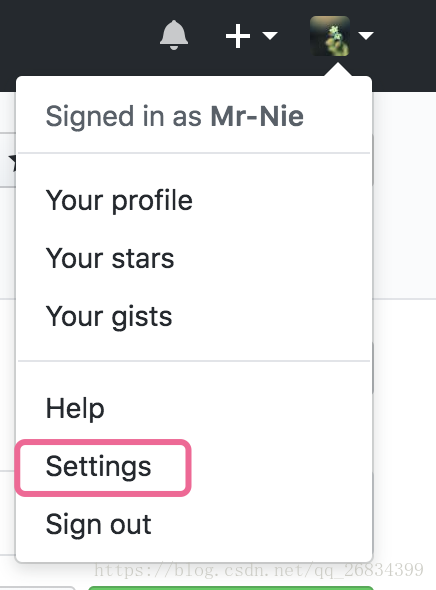 Signed in as Mr-Nie
Your profile
Your stars
Your gists
Help
Settings
Sign out
https://blog.csdn.net/qq_26834399